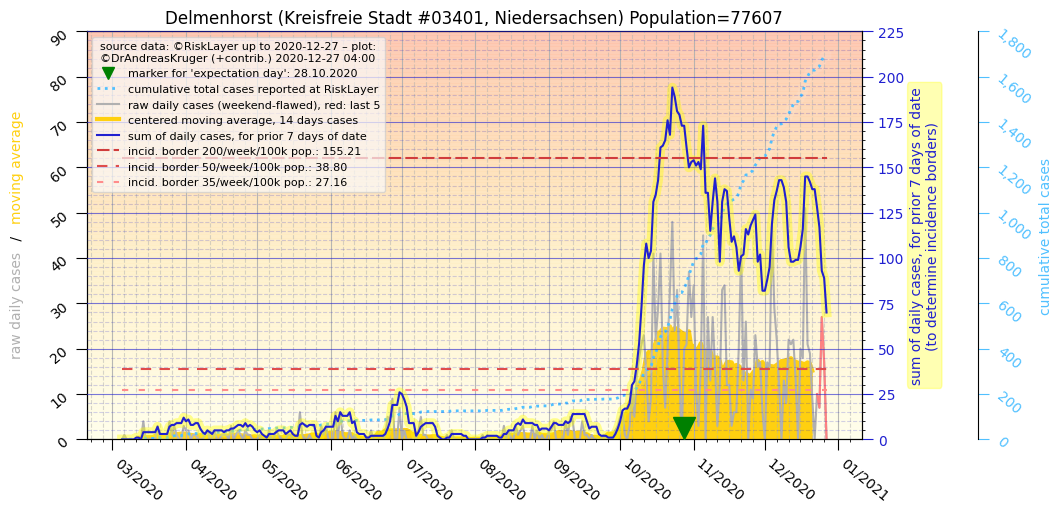 Delmenhorst (Kreisfreie Stadt #03401, Niedersachsen) Population=77607
source data: ©RiskLayer up to 2020-12-27 – plot:
©DrAndreasKruger (+contrib.) 2020-12-27 04:00
marker for 'expectation day': 28.10.2020
cumulative total cases reported at RiskLayer
raw daily cases (weekend-flawed), red: last 5
centered moving average, 14 days cases
sum of daily cases, for prior 7 days of date
incid. border 200/week/100k pop.: 155.21
incid. border 50/week/100k pop.: 38.80
incid. border 35/week/100k pop.: 27.16
raw daily cases / moving average
90
80
70
60
50
40
30
20
10
0
03/2020
04/2020
05/2020
06/2020
07/2020
08/2020
09/2020
10/2020
11/2020
12/2020
01/2021
225
200
175
150
125
100
75
50
25
0
sum of daily cases, for prior 7 days of date
(to determine incidence borders)
1,800
1,600
1,400
1,200
1,000
800
600
400
200
0
cumulative total cases